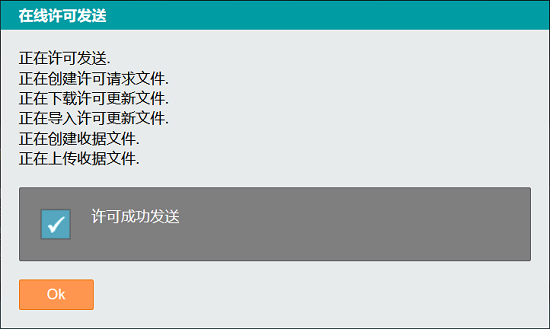 在线许可发送
正在许可发送.
正在创建许可请求文件.
正在下载许可更新文件.
正在导入许可更新文件.
正在创建收据文件.
正在上传收据文件.
许可成功发送
Ok